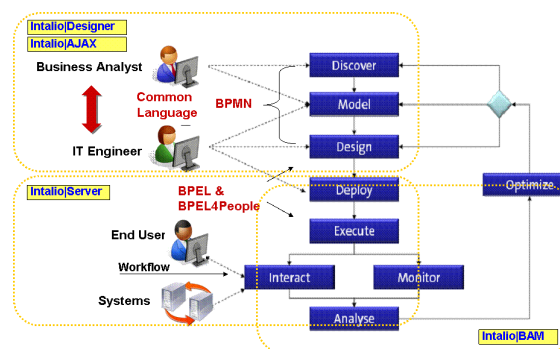 Intalio|Designer
Intalio|AJAX
Business Analyst
Discover
Common
Language
BPMN
Model
IT Engineer
Design
Intalio|Server
BPEL &
BPEL4People
Deploy
Optimize
End User
Execute
Workflow
Interact
Monitor
Systems
Analyse
Intalio|BAM